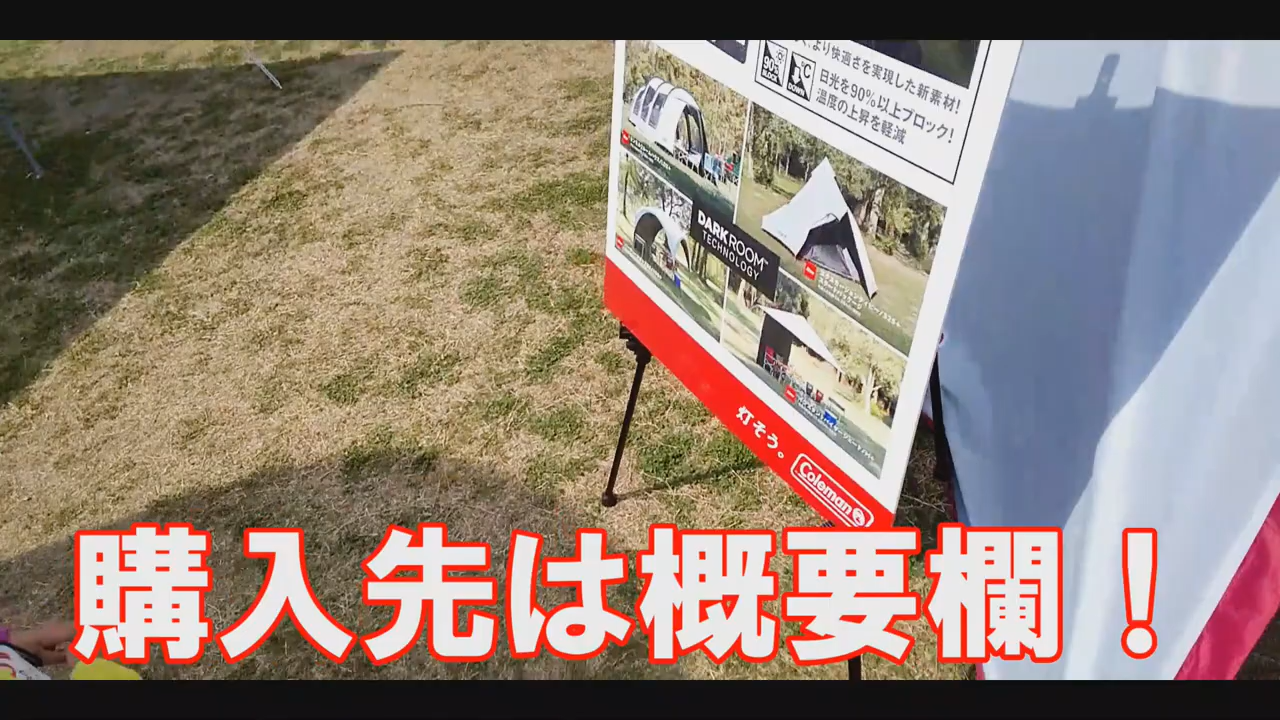 より快適さを実現した新素材!
日光を90%以上ブロック!
温度の上昇を軽減
90%
BLOCK
℃
DOWN
DARKROOM™
TECHNOLOGY
灯そう。
Coleman
購入先は概要欄！